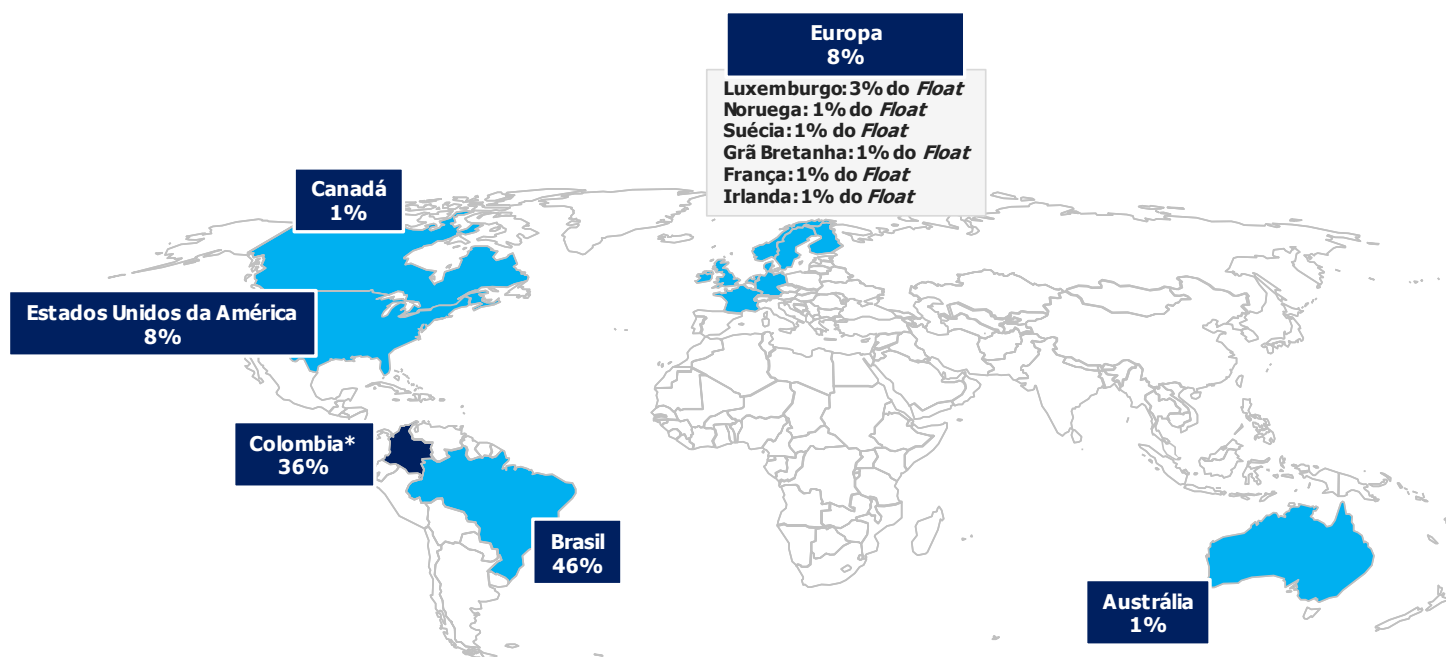 Europa
8%
Luxemburgo: 3% do Float
Noruega: 1% do Float
Suécia: 1% do Float
Grã Bretanha: 1% do Float
França: 1% do Float
Irlanda: 1% do Float
Canadá
1%
Estados Unidos da América
8%
Colombia*
36%
Brasil
46%
Austrália
1%